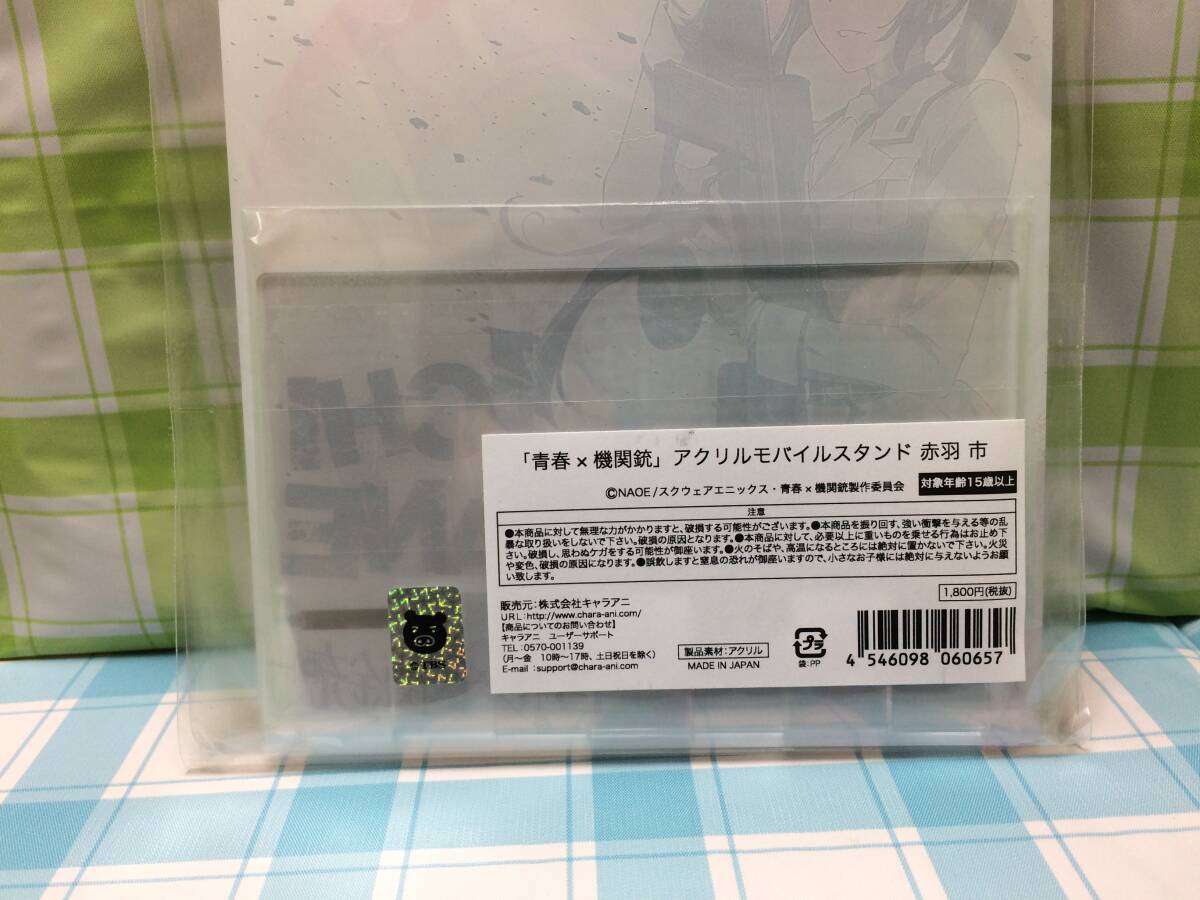 「青春×機関銃」アクリルモバイルスタンド 赤羽 市
©NAOE/スクウェアエニックス・青春×機関銃製作委員会
対象年齢15歳以上
注意
●本商品に対して無理な力がかかりますと、破損する可能性がございます。●本商品を振り回す、強い衝撃を与える等の乱
暴な取り扱いをしないで下さい。破損の原因となります。●本商品に対して、必要以上に重いものを乗せる行為はお止め下
さい。破損し、思わぬケガをする可能性が御座います。●火のそばや、高温になるところには絶対に置かないで下さい。火災
や変色、破損の原因になります。●誤飲しますと窒息の恐れが御座いますので、小さなお子様には絶対に与えないようお願
い致します。
1,800円(税抜)
販売元:株式会社キャラアニ
URL:http://www.chara-ani.com/
【商品についてのお問い合わせ】
キャラアニ ユーザーサポート
TEL:0570-001139
(月〜金 10時〜17時、土日祝日を除く)
E-mail :support@chara-ani.com
製品素材:アクリル
MADE IN JAPAN
プラ
袋:PP
4 546098 060657
©TBS